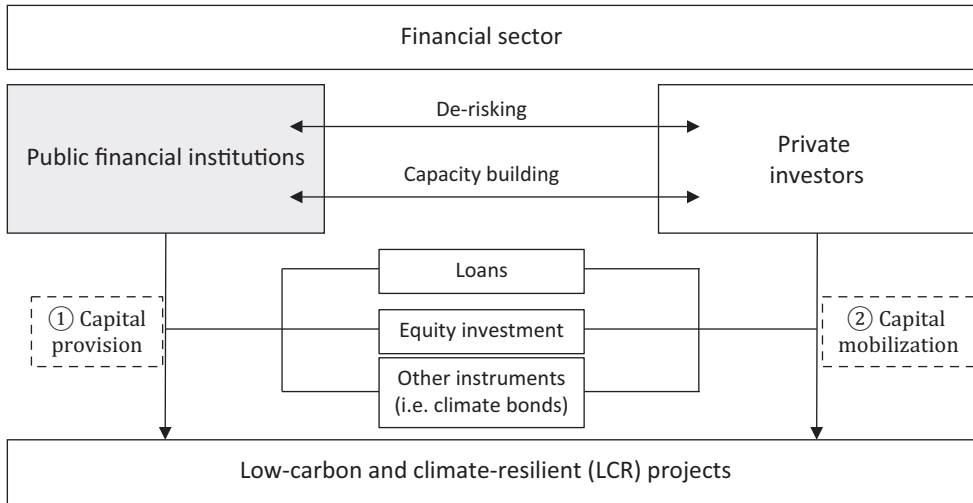 Financial sector
De-risking
Public financial institutions
Private
investors
Capacity building
Loans
① Capital
provision
Equity investment
② Capital
mobilization
Other instruments
(i.e. climate bonds)
Low-carbon and climate-resilient (LCR) projects